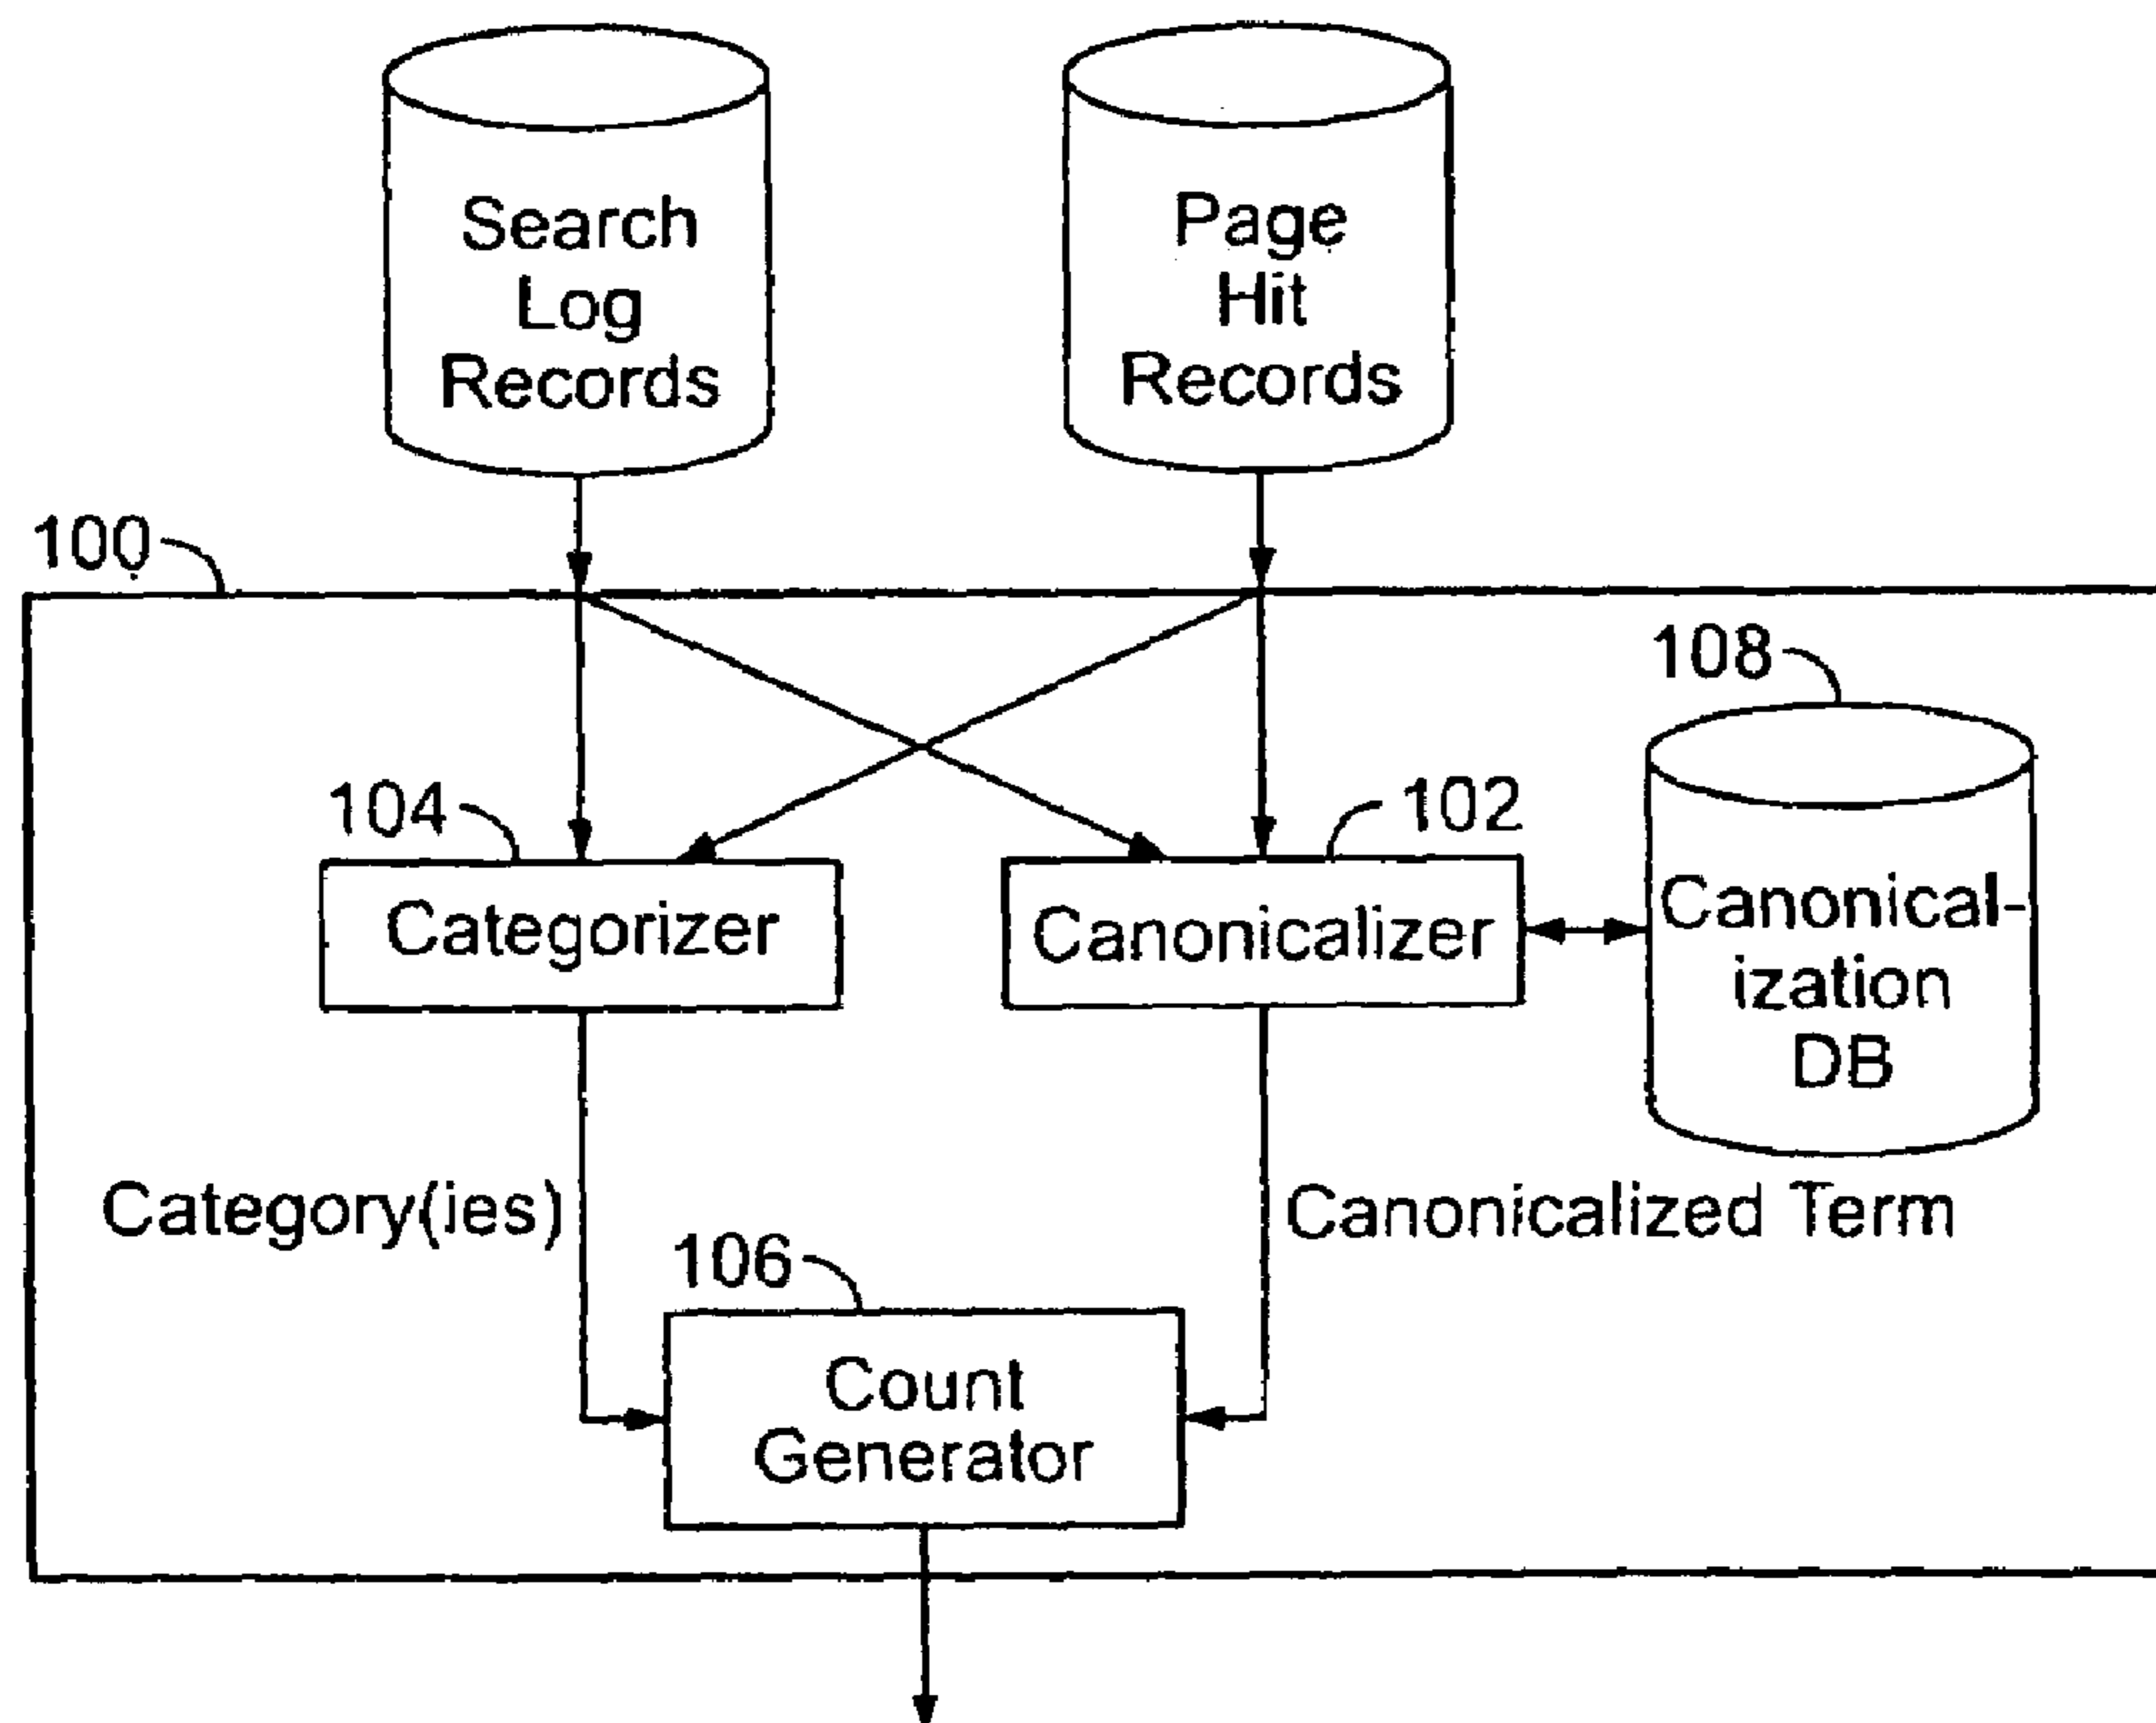 Search
Log
Records
Page
Hit
Records
100
108
104
102
Categorizer
Canonicalizer
Canonical-
ization
DB
Category(ies)
Canonicalized Term
106
Count
Generator